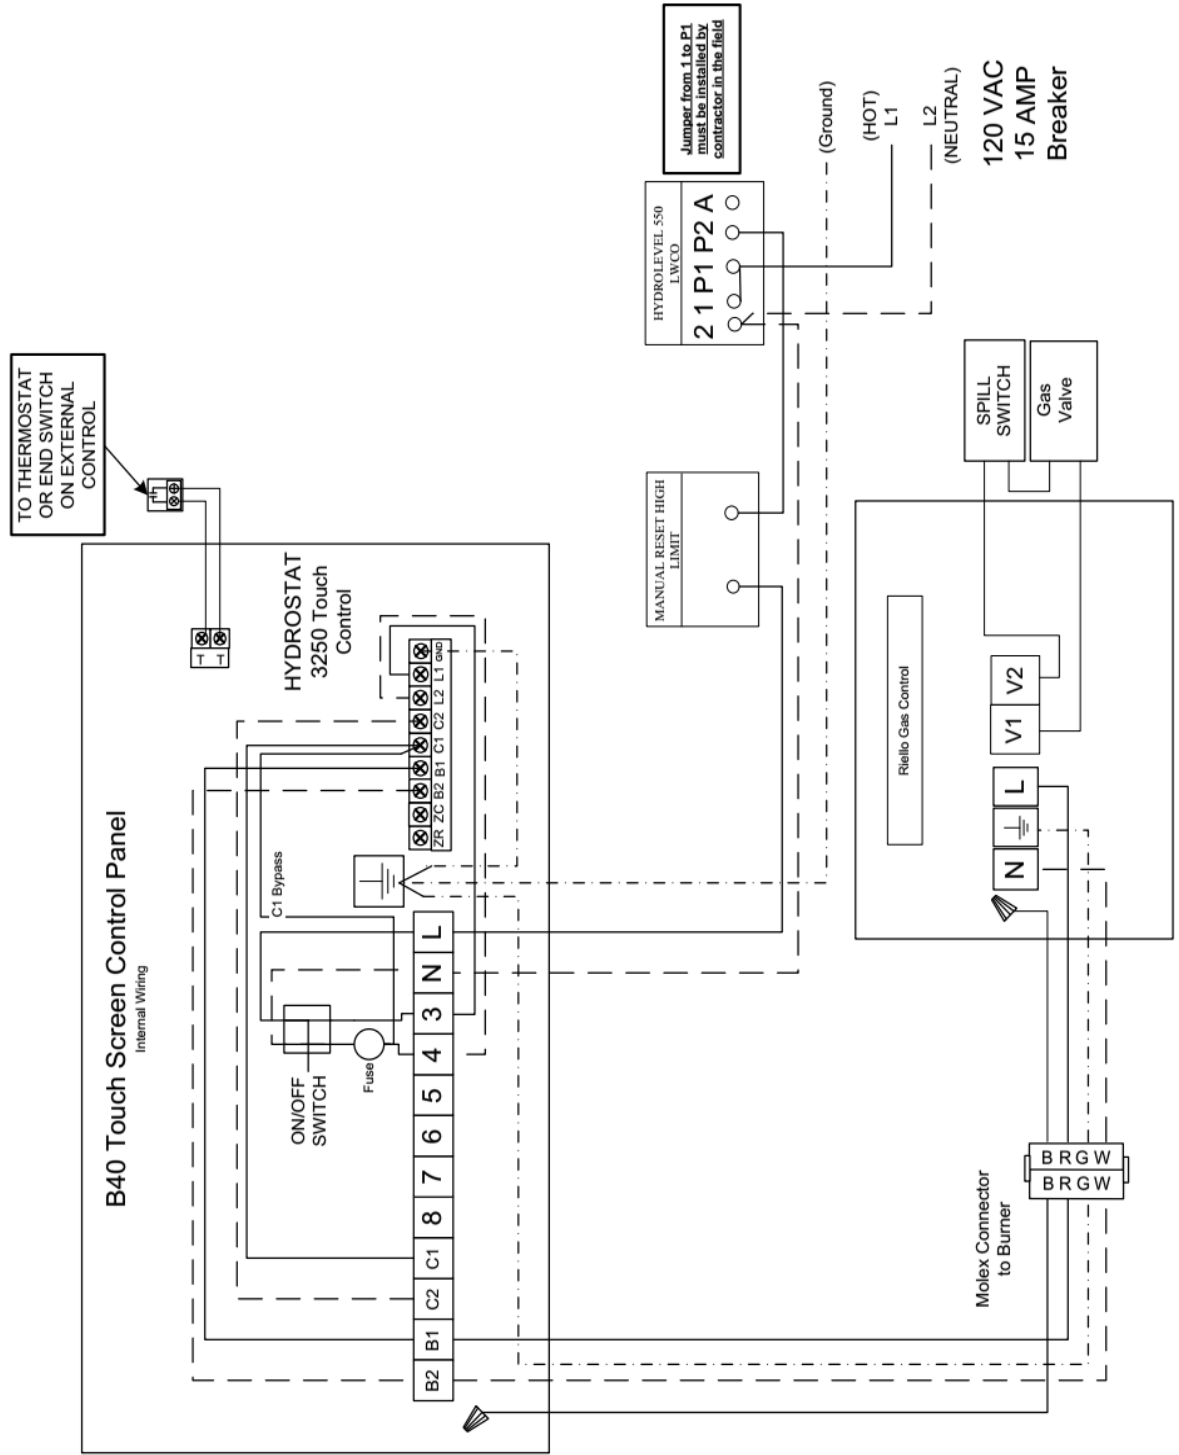 B40 Touch Screen Control Panel
Internal Wiring
TO THERMOSTAT
OR END SWITCH
ON EXTERNAL
CONTROL
T
T
HYDROSTAT
3250 Touch
Control
ZR ZC B2 B1 C1 C2 L2 L1 GND
C1 Bypass
ON/OFF
SWITCH
Fuse
B2 B1 C2 C1 8 7 6 5 4 3 N L
MANUAL RESET HIGH
LIMIT
HYDROLEVEL 550
LWCO
2 1 P1 P2 A
Jumper from 1 to P1
must be installed by
contractor in the field
(Ground)
(HOT)
L1
L2
(NEUTRAL)
120 VAC
15 AMP
Breaker
Riello Gas Control
N L V1 V2
SPILL
SWITCH
Gas
Valve
Molex Connector
to Burner
B R G W
B R G W